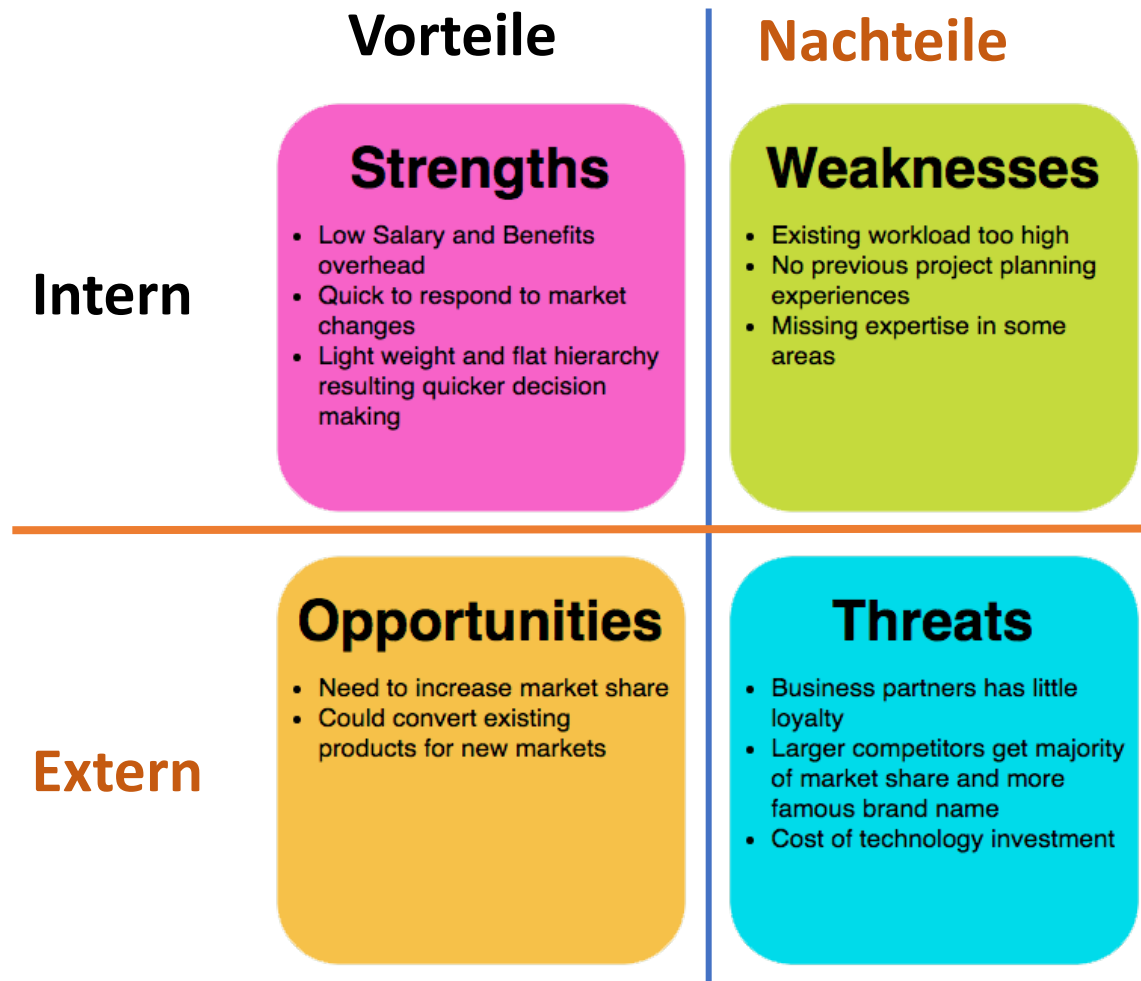 Vorteile
Nachteile
Intern
Strengths
• Low Salary and Benefits
overhead
• Quick to respond to market
changes
• Light weight and flat hierarchy
resulting quicker decision
making
Weaknesses
• Existing workload too high
• No previous project planning
experiences
• Missing expertise in some
areas
Extern
Opportunities
• Need to increase market share
• Could convert existing
products for new markets
Threats
• Business partners has little
loyalty
• Larger competitors get majority
of market share and more
famous brand name
• Cost of technology investment